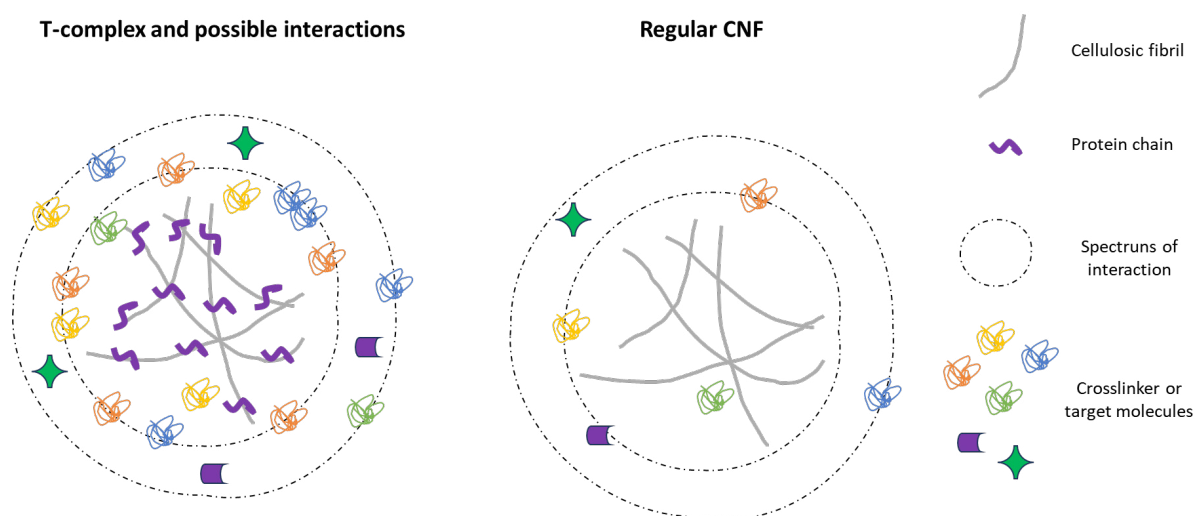 T-complex and possible interactions
Regular CNF
Cellulosic fibril
Protein chain
Spectruns of
interaction
Crosslinker or
target molecules